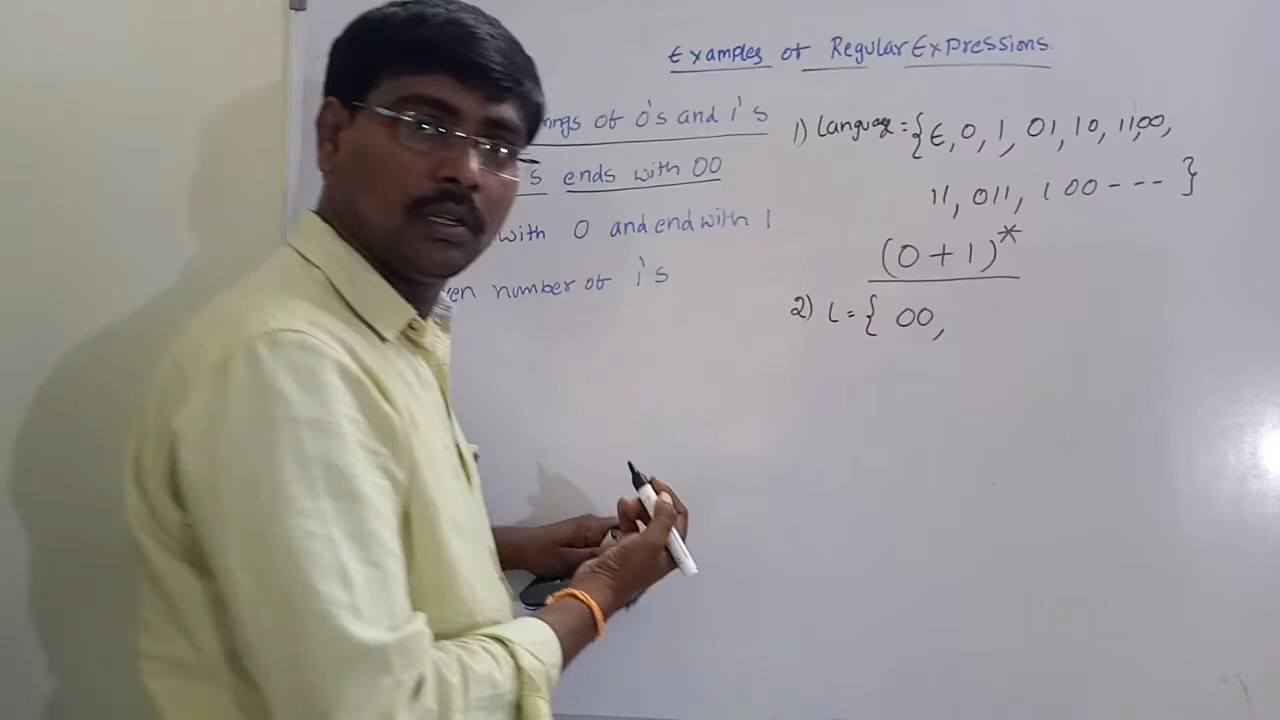 Examples of Regular Expressions.
of 0's and 1's
ends with 00
with 0 and end with 1
number of 1's
1) Language = {ϵ, 0, 1, 01, 10, 1100,
11, 011, 100 - - - }
(0 + 1)*
2) L = { 00,